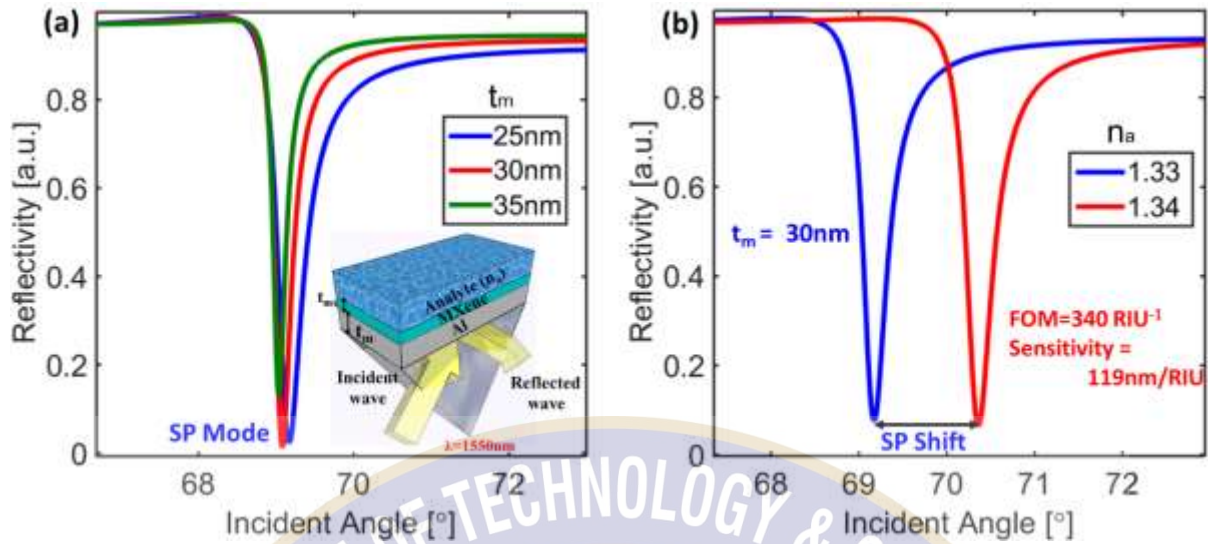 (a)
Reflectivity [a.u.]
0.8
0.6
0.4
0.2
0
tm
25nm
30nm
35nm
Analyte (na)
MXene
Al
tm
tm
Incident wave
Reflected
wave
λ=1550nm
SP Mode
68
70
72
Incident Angle [°]
(b)
Reflectivity [a.u.]
0.8
0.6
0.4
0.2
0
na
1.33
1.34
tm = 30nm
FOM=340 RIU-1
Sensitivity =
119nm/RIU
SP Shift
68
69
70
71
72
Incident Angle [°]
TECHNOLOGY &